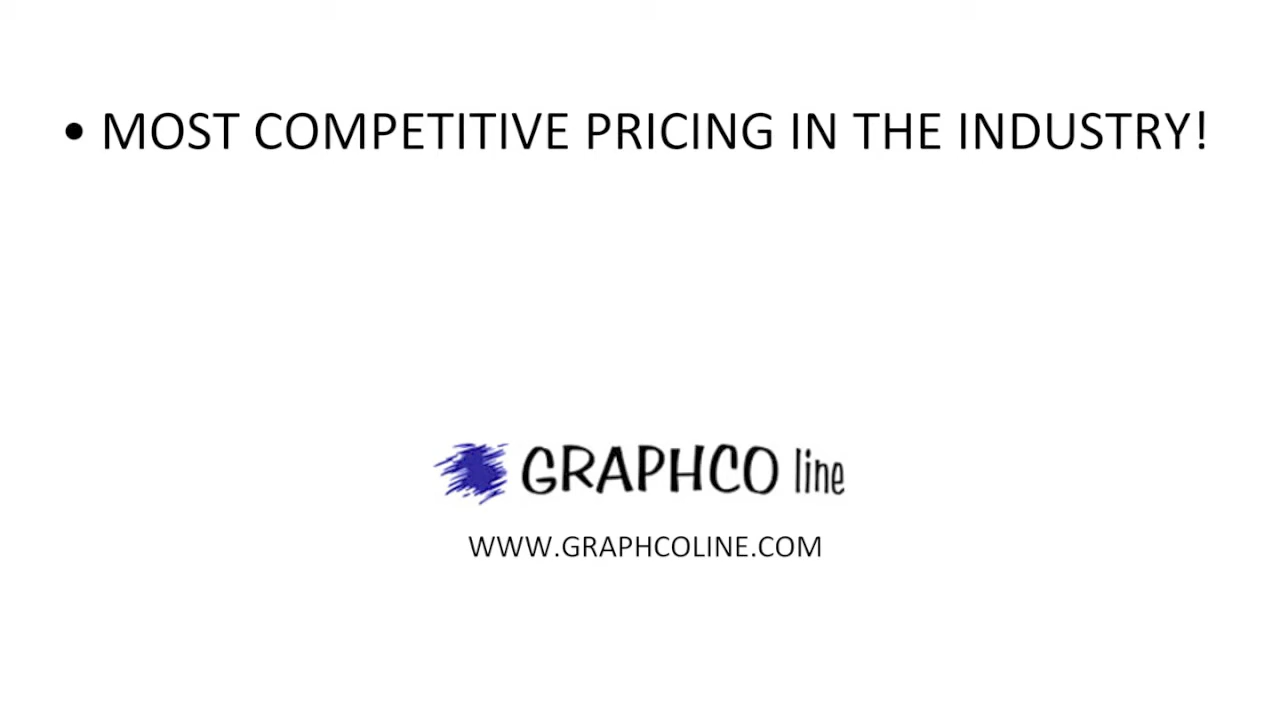 • MOST COMPETITIVE PRICING IN THE INDUSTRY!
GRAPHCO line
WWW.GRAPHCOLINE.COM